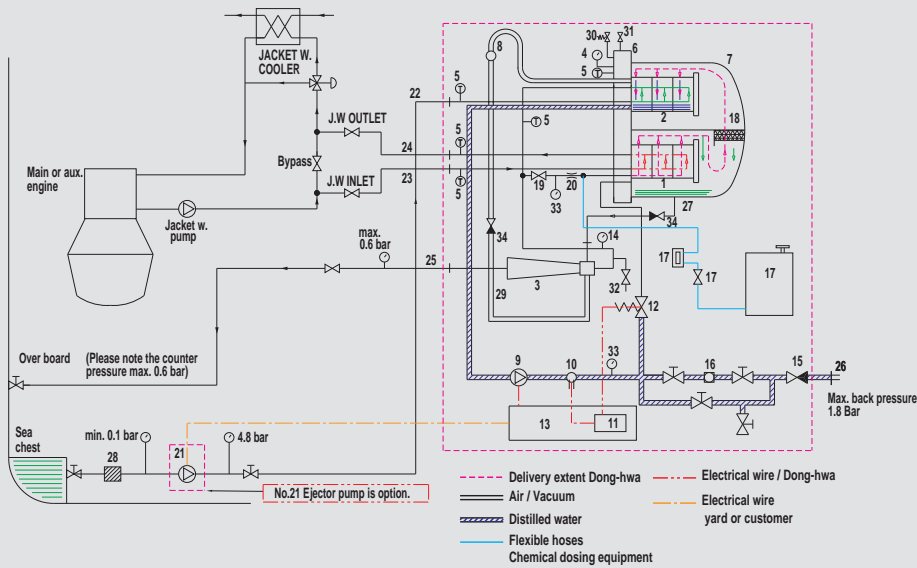 JACKET W.
COOLER
22
J.W OUTLET
24
Bypass
23
J.W INLET
Main or aux.
engine
Jacket w.
pump
max.
0.6 bar
25
Over board
(Please note the counter
pressure max. 0.6 bar)
Sea
chest
min. 0.1 bar
28
21
4.8 bar
No.21 Ejector pump is option.
30
31
4
6
7
8
5
5
5
5
5
2
18
1
19
20
33
27
34
34
14
3
32
29
12
17
17
17
9
10
33
16
15
26
Max. back pressure
1.8 Bar
13
11
Delivery extent Dong-hwa
Air / Vacuum
Distilled water
Flexible hoses
Chemical dosing equipment
Electrical wire / Dong-hwa
Electrical wire
yard or customer